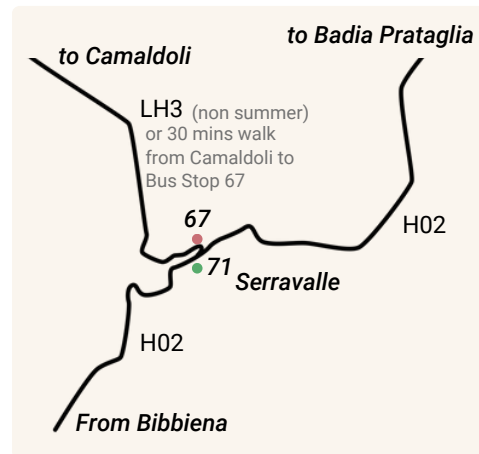 to Badia Prataglia
to Camaldoli
LH3 (non summer)
or 30 mins walk
from Camaldoli to
Bus Stop 67
67
H02
71
Serravalle
H02
From Bibbiena